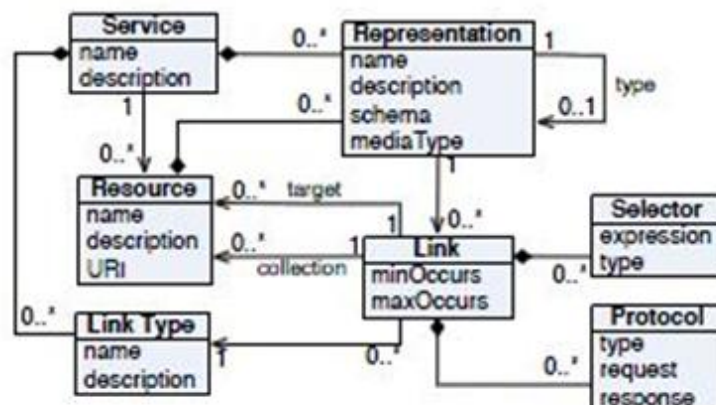 Service
name
description
0..*
Representation
name
description
schema
mediaType
1
type
0..1
1
0..*
0..*
Resource
name
description
URI
0..*
target
1
0..*
collection
1
1
0..*
Link
minOccurs
maxOccurs
Selector
expression
type
0..*
0..*
Link Type
name
description
1
0..*
0..*
Protocol
type
request
response